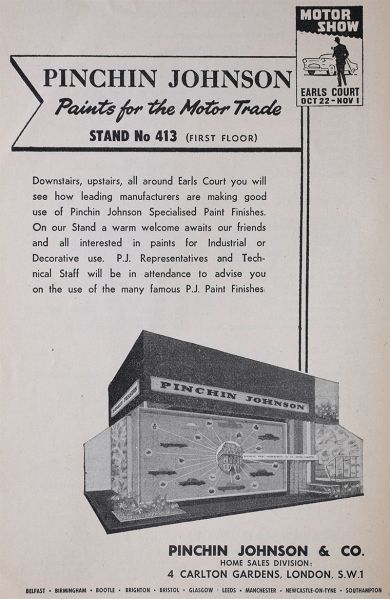 MOTOR
SHOW
EARLS COURT
OCT 22 - NOV 1
PINCHIN JOHNSON
Paints for the Motor Trade
STAND No 413 (FIRST FLOOR)
Downstairs, upstairs, all around Earls Court you will
see how leading manufacturers are making good
use of Pinchin Johnson Specialised Paint Finishes.
On our Stand a warm welcome awaits our friends
and all interested in paints for Industrial or
Decorative use. P.J. Representatives and Tech-
nical Staff will be in attendance to advise you
on the use of the many famous P.J. Paint Finishes
PINCHIN JOHNSON
PINCHIN JOHNSON & CO.
HOME SALES DIVISION:
4 CARLTON GARDENS, LONDON, S.W.1
BELFAST • BIRMINGHAM • BOOTLE • BRIGHTON • BRISTOL • GLASGOW • LEEDS • MANCHESTER • NEWCASTLE-ON-TYNE • SOUTHAMPTON